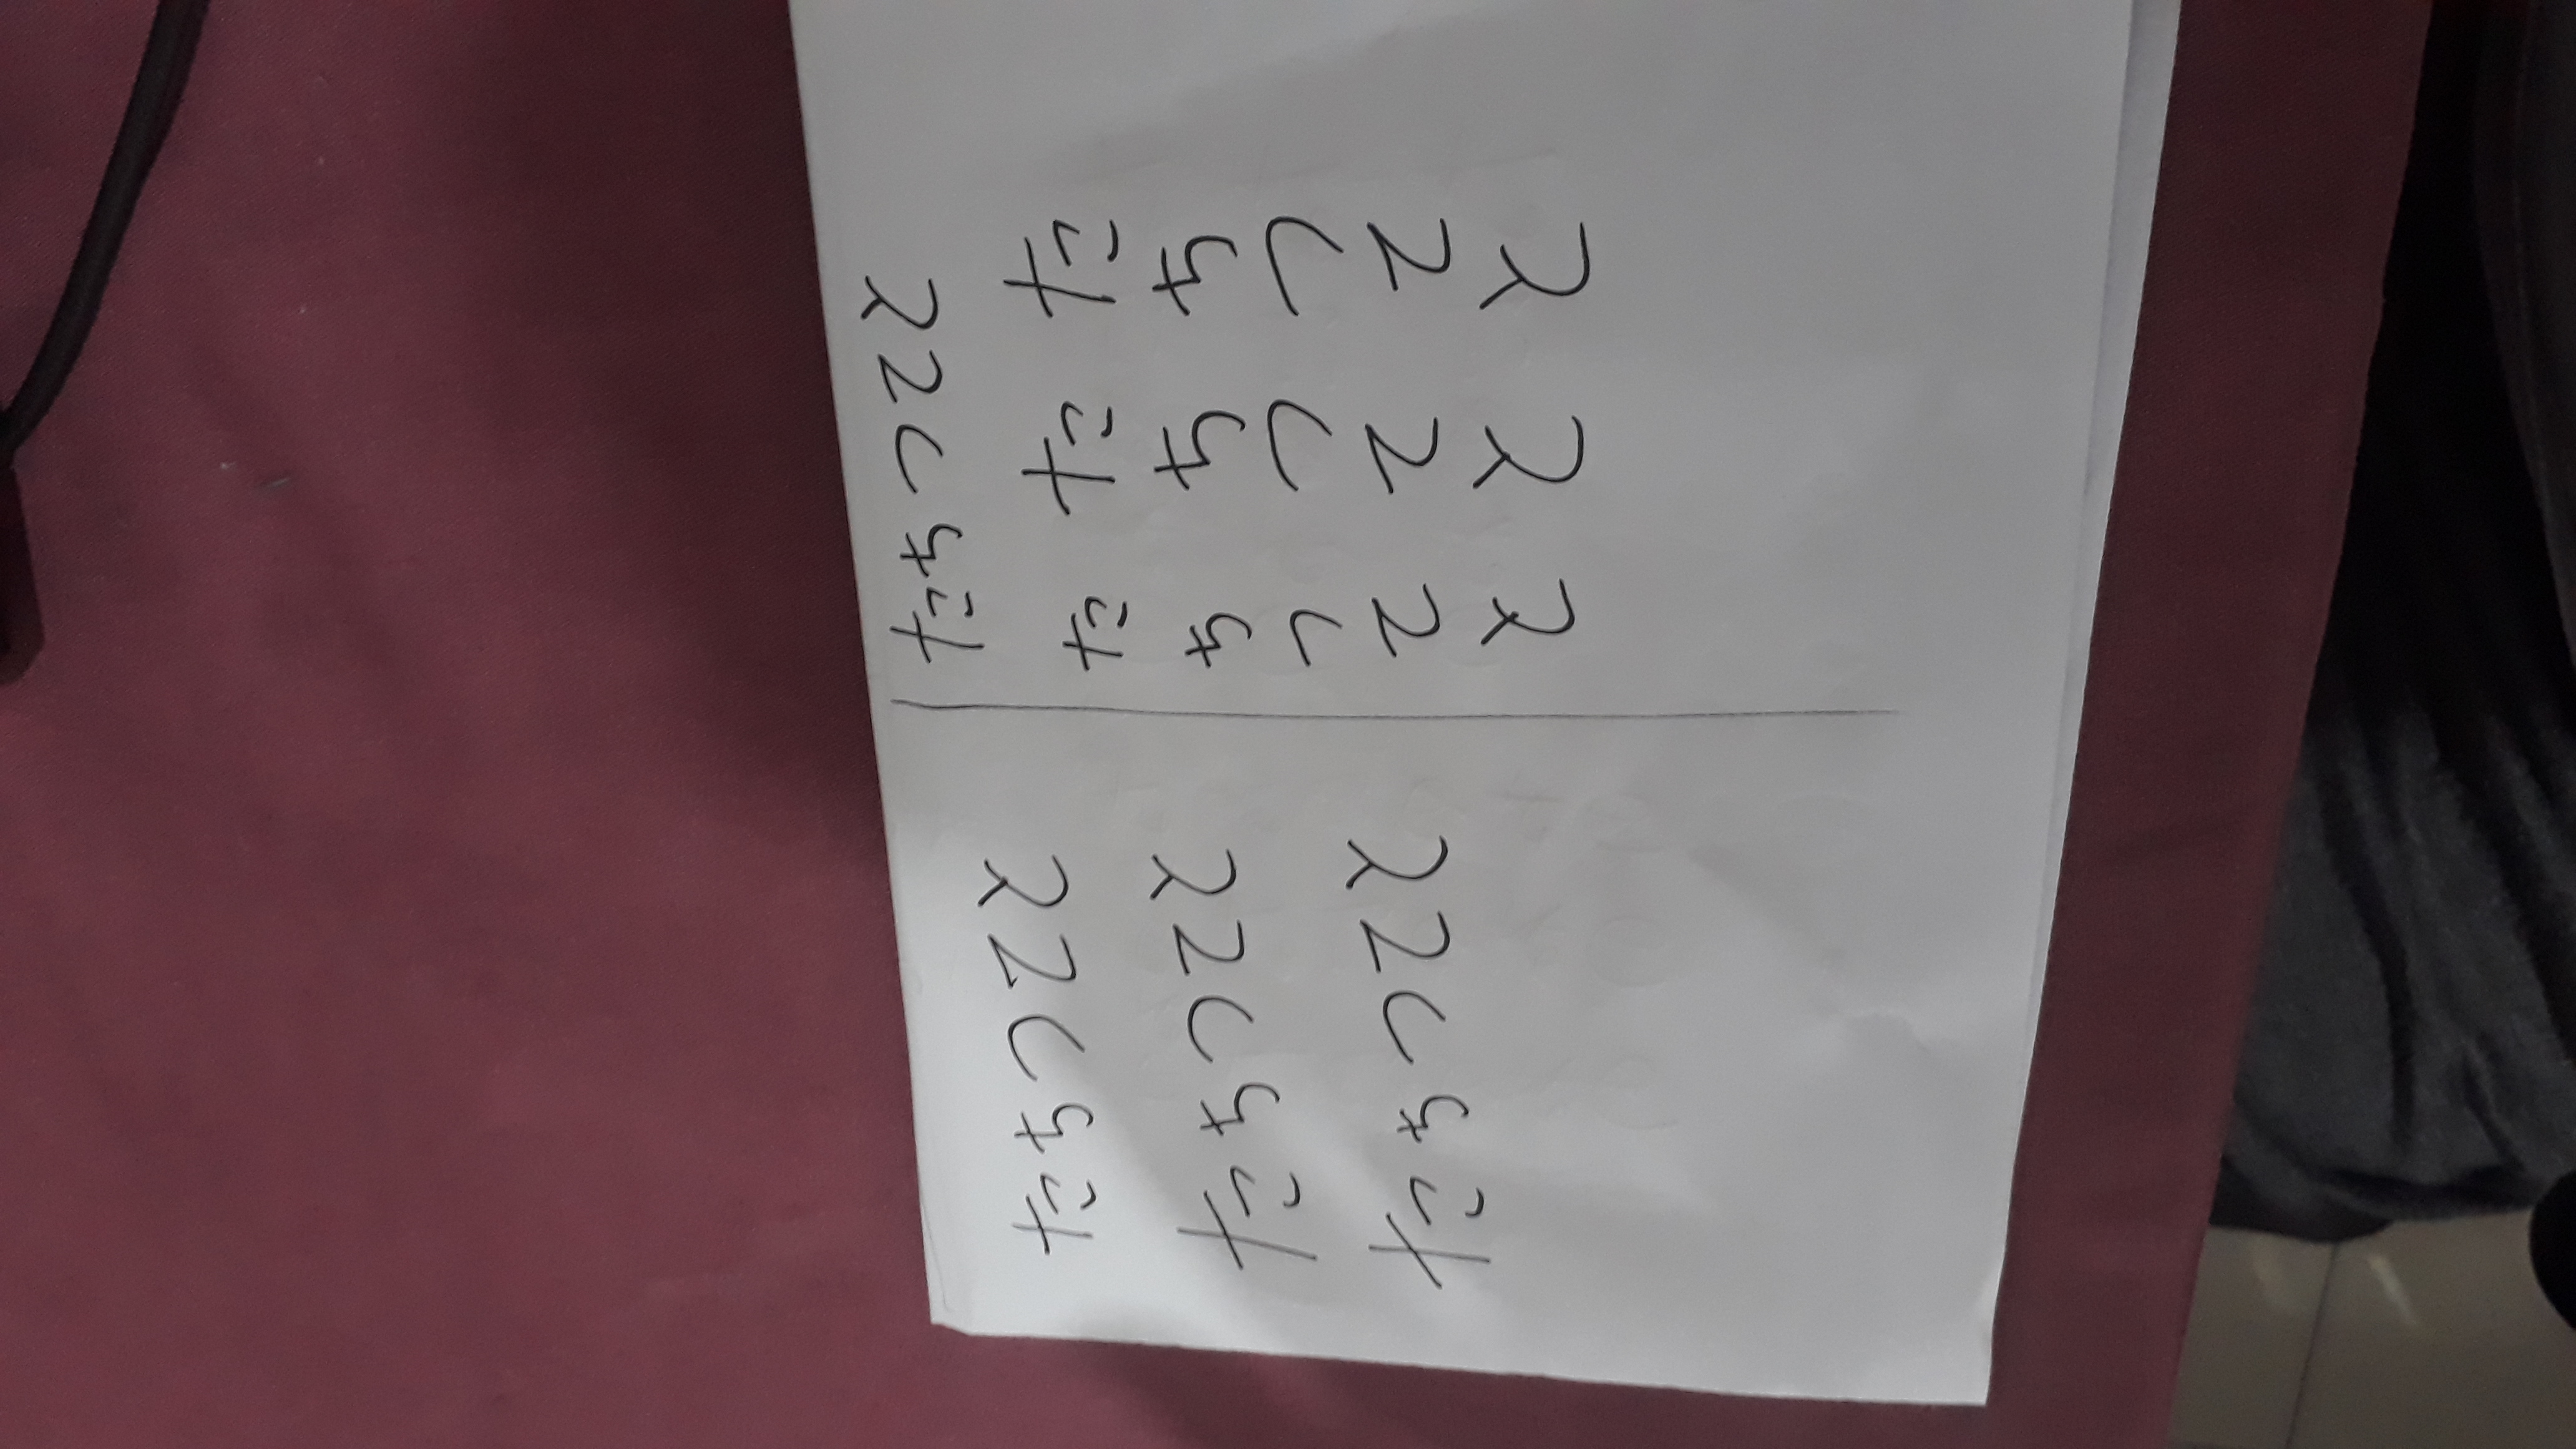 たちつてと
たちつてと
たちつてと
たちつてと
た た た
ち ち ち
つ つ つ
て て て
と と と